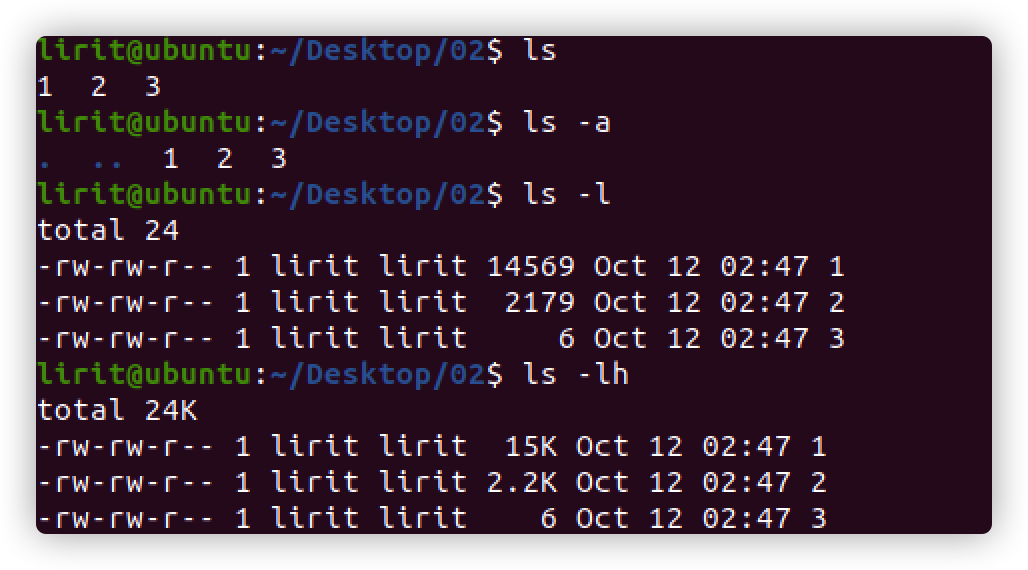 lirit@ubuntu:~/Desktop/02$ ls
1  2  3
lirit@ubuntu:~/Desktop/02$ ls -a
.  ..  1  2  3
lirit@ubuntu:~/Desktop/02$ ls -l
total 24
-rw-rw-r-- 1 lirit lirit 14569 Oct 12 02:47 1
-rw-rw-r-- 1 lirit lirit  2179 Oct 12 02:47 2
-rw-rw-r-- 1 lirit lirit     6 Oct 12 02:47 3
lirit@ubuntu:~/Desktop/02$ ls -lh
total 24K
-rw-rw-r-- 1 lirit lirit  15K Oct 12 02:47 1
-rw-rw-r-- 1 lirit lirit 2.2K Oct 12 02:47 2
-rw-rw-r-- 1 lirit lirit    6 Oct 12 02:47 3